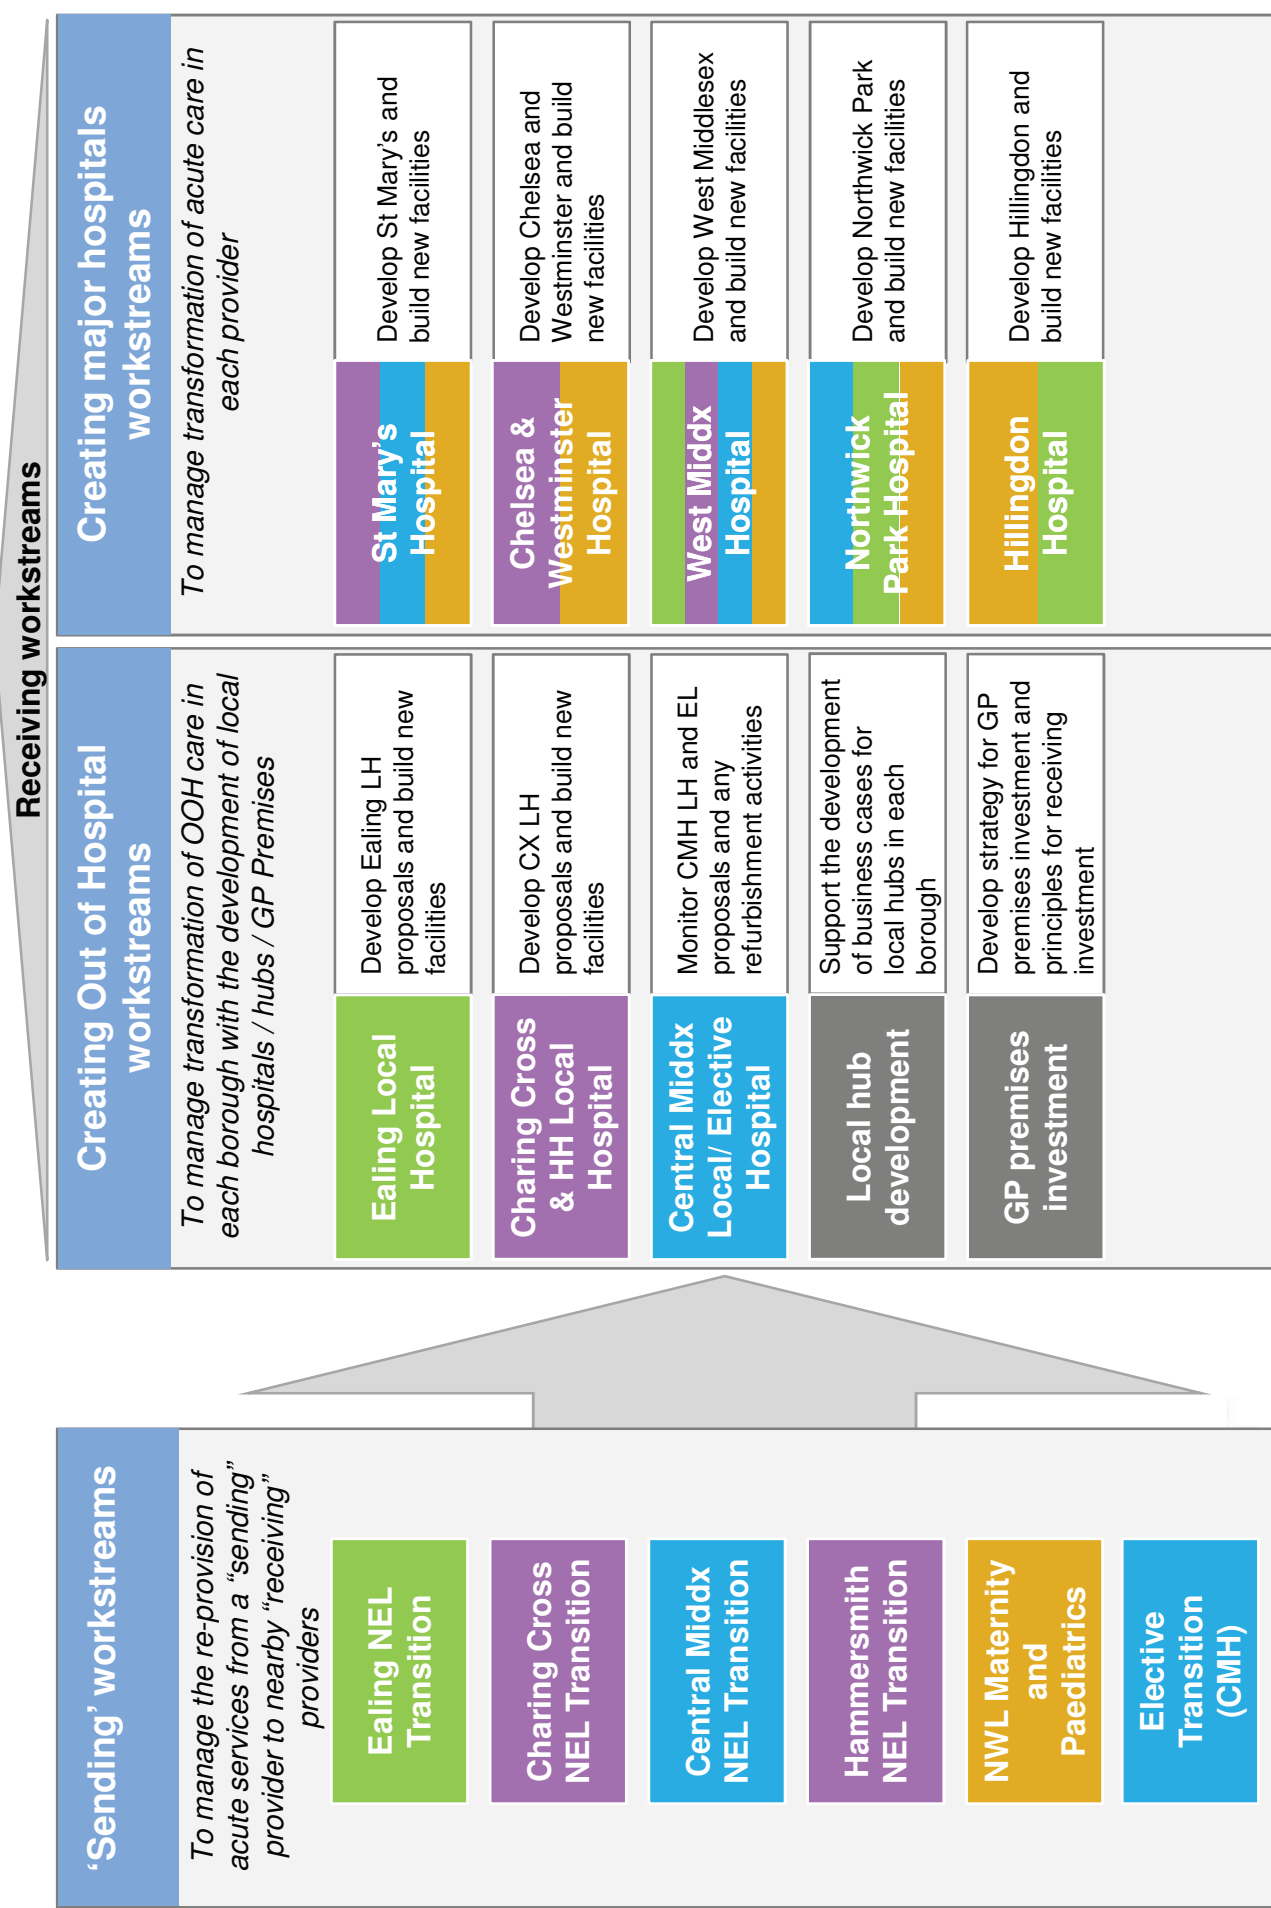 'Sending' workstreams
To manage the re-provision of
acute services from a "sending"
provider to nearby "receiving"
providers
Ealing NEL
Transition
Charing Cross
NEL Transition
Central Middx
NEL Transition
Hammersmith
NEL Transition
NWL Maternity
and
Paediatrics
Elective
Transition
(CMH)
Receiving workstreams
Creating Out of Hospital
workstreams
To manage transformation of OOH care in
each borough with the development of local
hospitals / hubs / GP Premises
Ealing Local
Hospital
Develop Ealing LH
proposals and build new
facilities
Charing Cross
& HH Local
Hospital
Develop CX LH
proposals and build new
facilities
Central Middx
Local/ Elective
Hospital
Monitor CMH LH and EL
proposals and any
refurbishment activities
Local hub
development
Support the development
of business cases for
local hubs in each
borough
GP premises
investment
Develop strategy for GP
premises investment and
principles for receiving
investment
Creating major hospitals
workstreams
To manage transformation of acute care in
each provider
St Mary's
Hospital
Develop St Mary's and
build new facilities
Chelsea &
Westminster
Hospital
Develop Chelsea and
Westminster and build
new facilities
West Middx
Hospital
Develop West Middlesex
and build new facilities
Northwick
Park Hospital
Develop Northwick Park
and build new facilities
Hillingdon
Hospital
Develop Hillingdon and
build new facilities